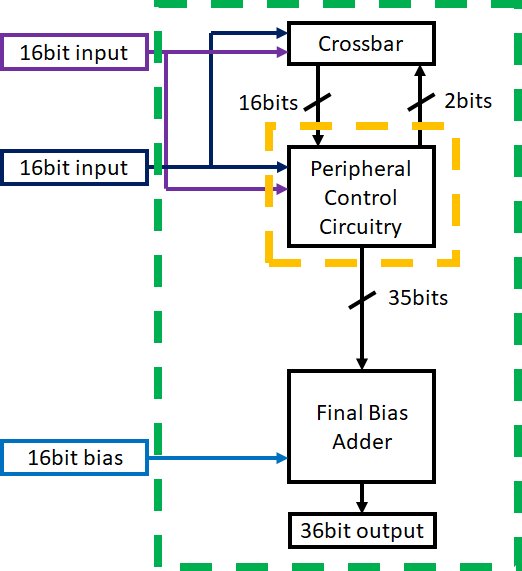 16bit input
Crossbar
16bits
2bits
16bit input
Peripheral
Control
Circuitry
35bits
Final Bias
Adder
16bit bias
36bit output